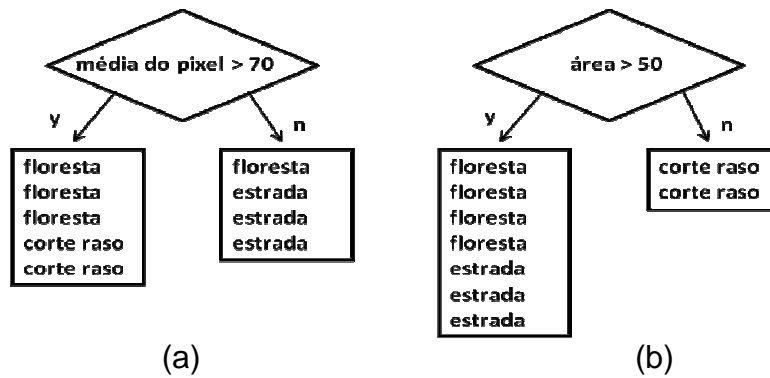 média do pixel > 70
y
n
floresta
floresta
floresta
corte raso
corte raso
floresta
estrada
estrada
estrada
(a)
área > 50
y
n
floresta
floresta
floresta
floresta
estrada
estrada
estrada
corte raso
corte raso
(b)